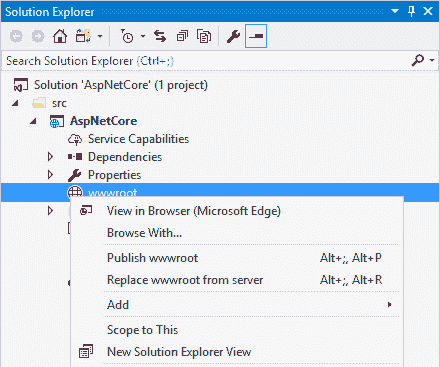 Solution Explorer
Search Solution Explorer (Ctrl+;)
Solution 'AspNetCore' (1 project)
src
AspNetCore
Service Capabilities
Dependencies
Properties
wwwroot
View in Browser (Microsoft Edge)
Browse With...
Publish wwwroot Alt+;, Alt+P
Replace wwwroot from server Alt+;, Alt+R
Add
Scope to This
New Solution Explorer View